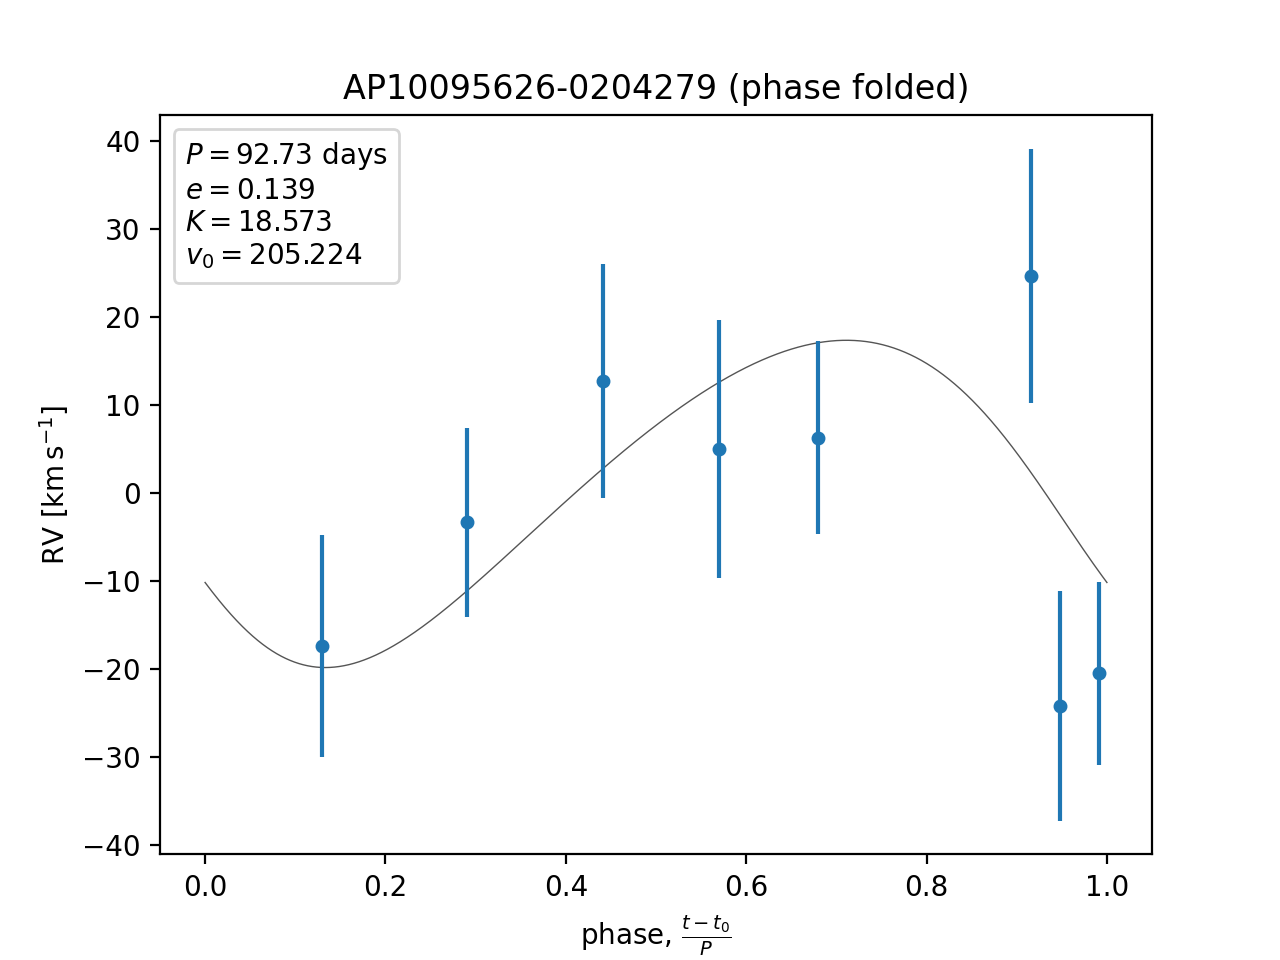 AP10095626-0204279 (phase folded)
P = 92.73 days
e = 0.139
K = 18.573
v₀ = 205.224
40
30
20
10
0
−10
−20
−30
−40
RV [km s⁻¹]
0.0 0.2 0.4 0.6 0.8 1.0
phase, (t − t₀)/P